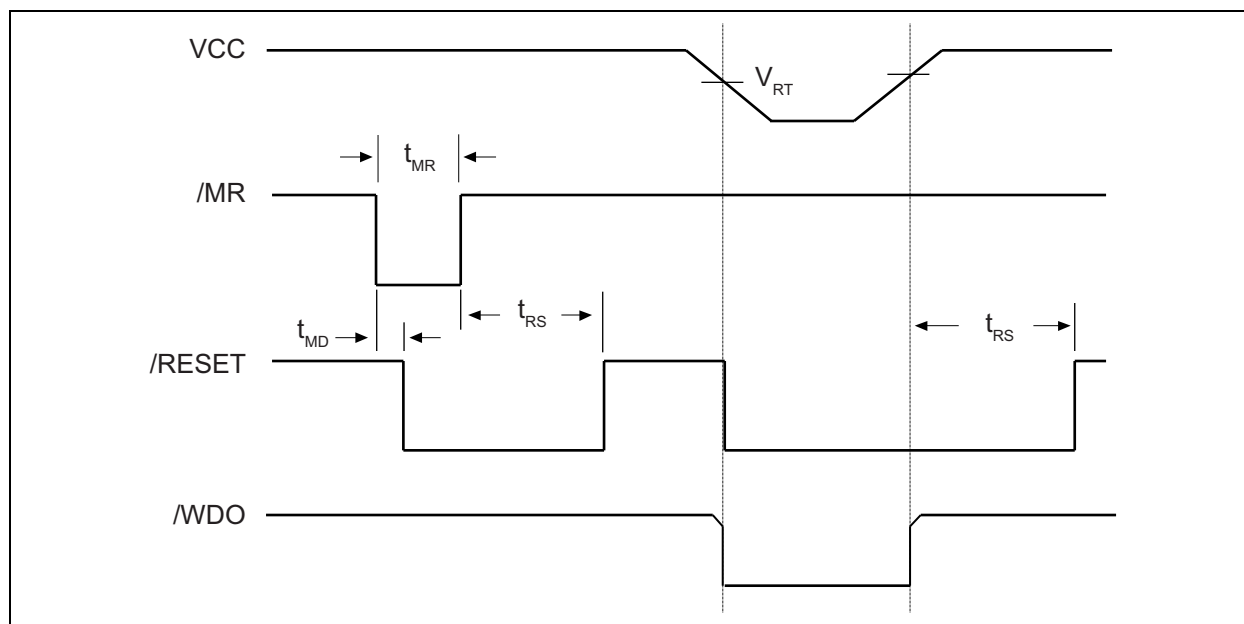 VCC
V_RT
t_MR
/MR
t_MD
t_RS
t_RS
/RESET
/WDO